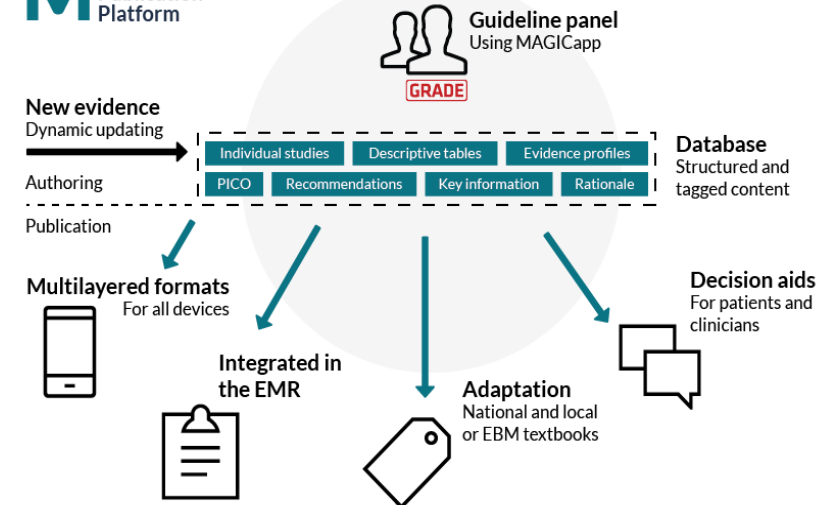 M
Platform
Guideline panel
Using MAGICapp
GRADE
New evidence
Dynamic updating
Individual studies
Descriptive tables
Evidence profiles
Database
Structured and
tagged content
Authoring
PICO
Recommendations
Key information
Rationale
Publication
Multilayered formats
For all devices
Decision aids
For patients and
clinicians
Integrated in
the EMR
Adaptation
National and local
or EBM textbooks